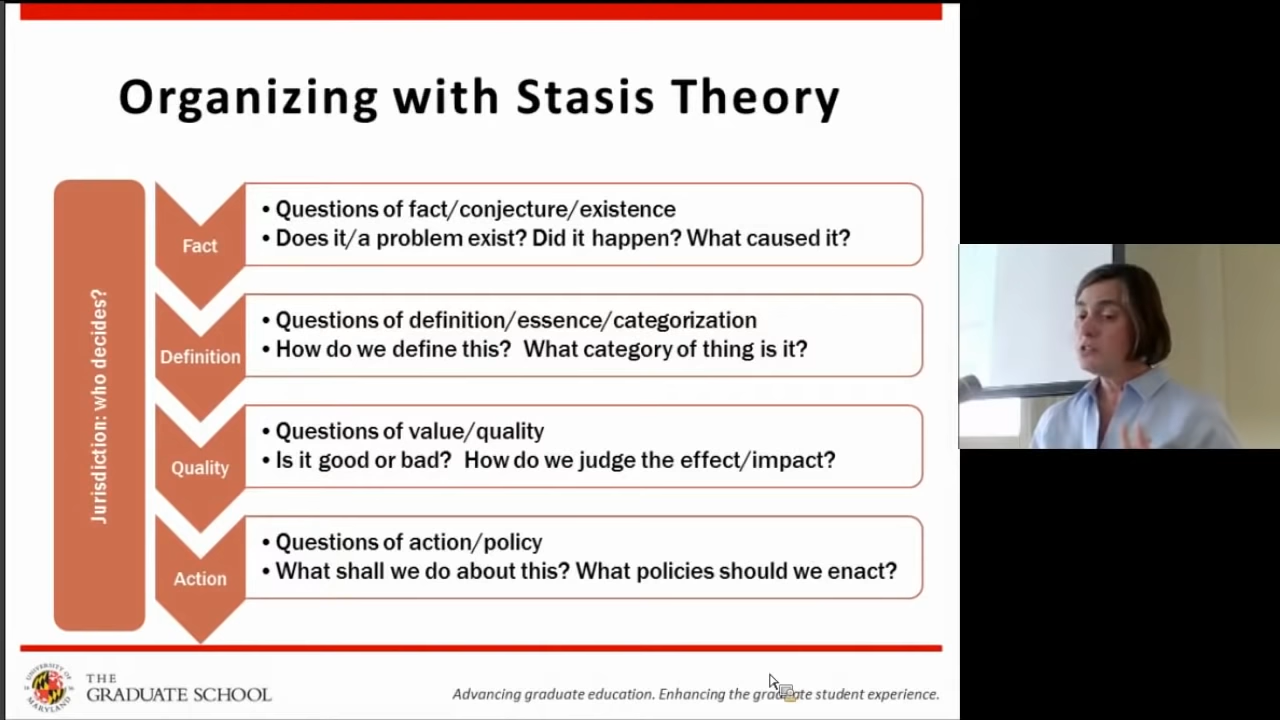 Organizing with Stasis Theory
Jurisdiction: who decides?
Fact
• Questions of fact/conjecture/existence
• Does it/a problem exist? Did it happen? What caused it?
Definition
• Questions of definition/essence/categorization
• How do we define this?  What category of thing is it?
Quality
• Questions of value/quality
• Is it good or bad?  How do we judge the effect/impact?
Action
• Questions of action/policy
• What shall we do about this? What policies should we enact?
UNIVERSITY OF
MARYLAND
THE
GRADUATE SCHOOL
Advancing graduate education. Enhancing the graduate student experience.